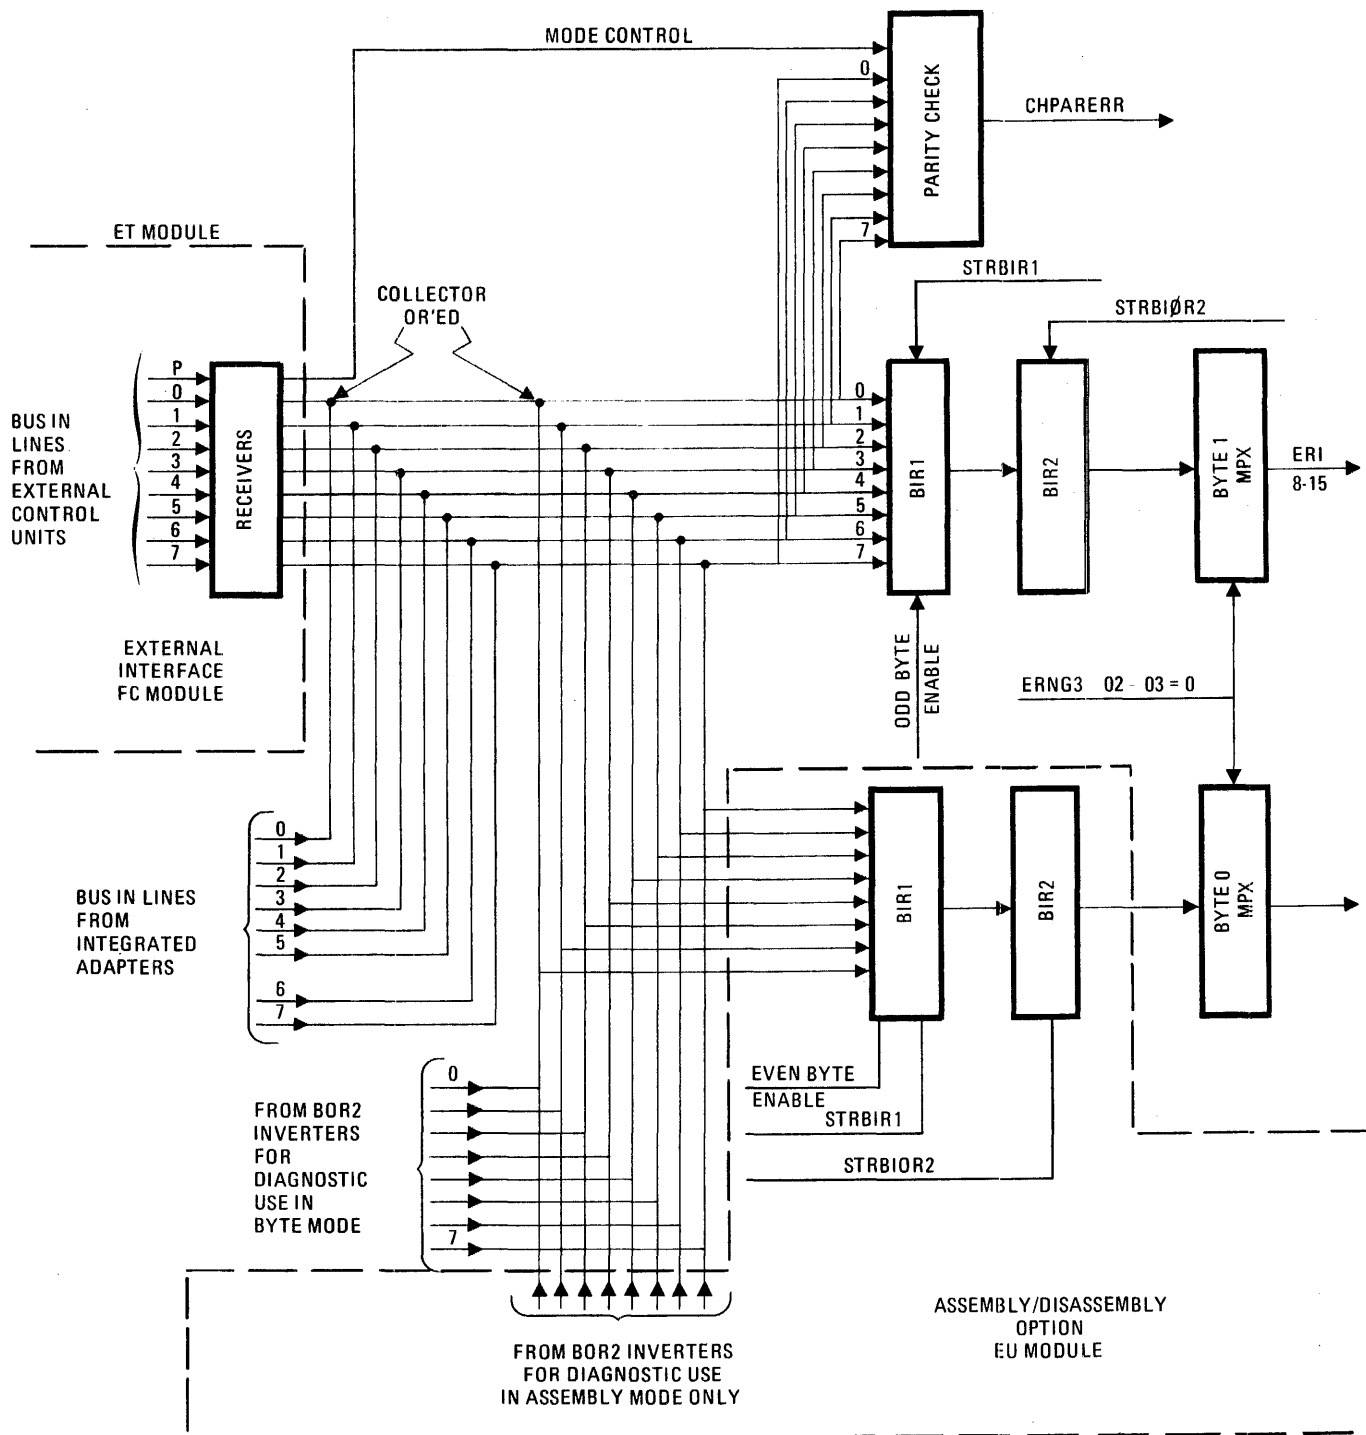 MODE CONTROL
0
7
PARITY CHECK
CHPARERR
ET MODULE
COLLECTOR
OR'ED
STRBIR1
STRBIØR2
BUS IN
LINES
FROM
EXTERNAL
CONTROL
UNITS
P
0
1
2
3
4
5
6
7
RECEIVERS
0
1
2
3
4
5
6
7
BIR1
BIR2
BYTE 1
MPX
ERI
8-15
EXTERNAL
INTERFACE
FC MODULE
ODD BYTE
ENABLE
ERNG3 02 - 03 = 0
BUS IN LINES
FROM
INTEGRATED
ADAPTERS
0
1
2
3
4
5
6
7
BIR1
BIR2
BYTE 0
MPX
FROM BOR2
INVERTERS
FOR
DIAGNOSTIC
USE IN
BYTE MODE
0
7
EVEN BYTE
ENABLE
STRBIR1
STRBIOR2
FROM BOR2 INVERTERS
FOR DIAGNOSTIC USE
IN ASSEMBLY MODE ONLY
ASSEMBLY/DISASSEMBLY
OPTION
EU MODULE